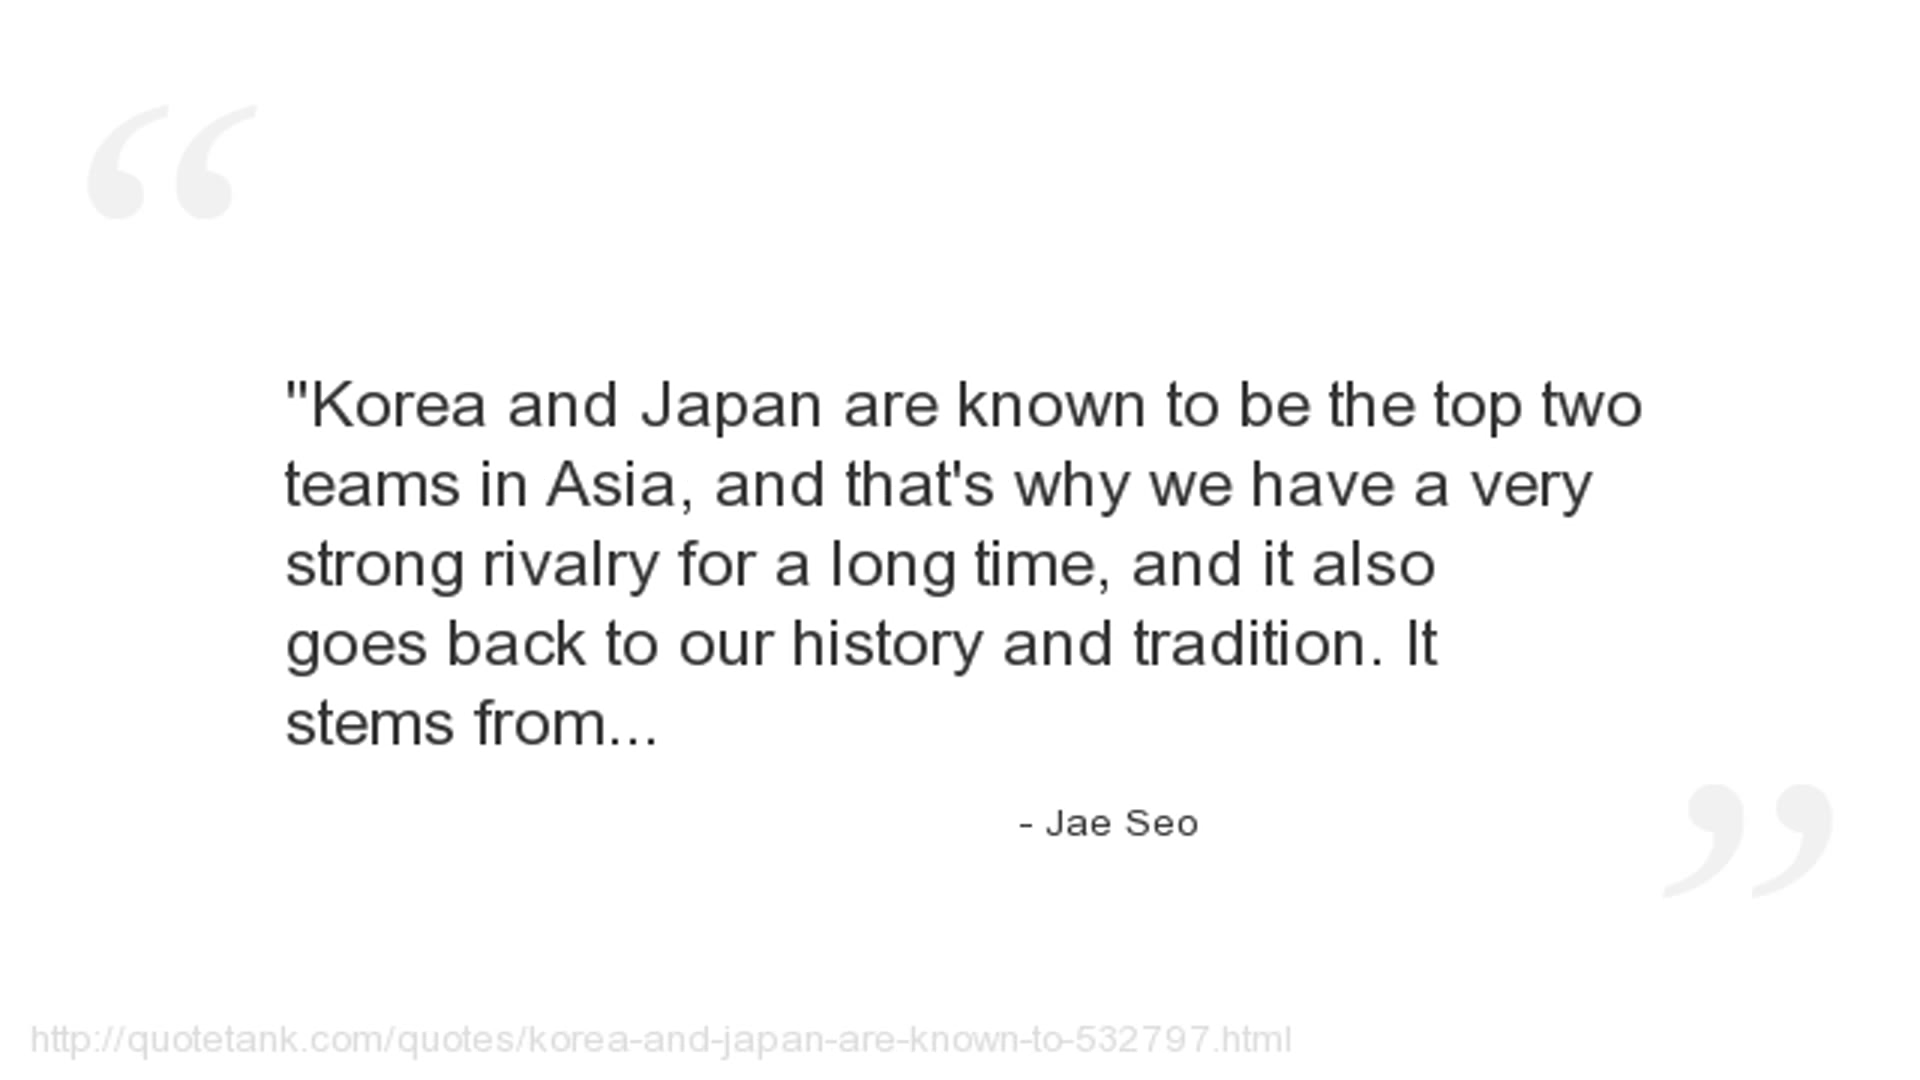 “
"Korea and Japan are known to be the top two
teams in Asia, and that's why we have a very
strong rivalry for a long time, and it also
goes back to our history and tradition. It
stems from...
- Jae Seo
”
http://quotetank.com/quotes/korea-and-japan-are-known-to-532797.html